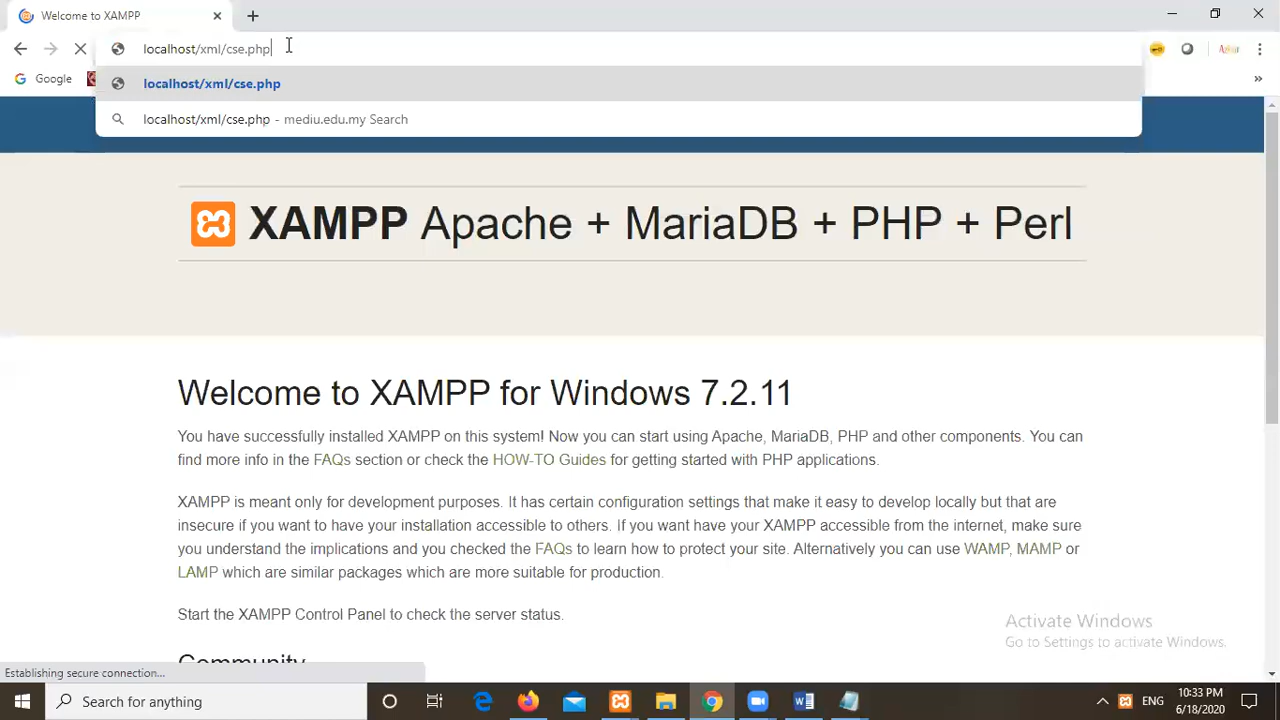 Welcome to XAMPP
localhost/xml/cse.php
Google
localhost/xml/cse.php
localhost/xml/cse.php - mediu.edu.my Search
XAMPP Apache + MariaDB + PHP + Perl
Welcome to XAMPP for Windows 7.2.11
You have successfully installed XAMPP on this system! Now you can start using Apache, MariaDB, PHP and other components. You can
find more info in the FAQs section or check the HOW-TO Guides for getting started with PHP applications.
XAMPP is meant only for development purposes. It has certain configuration settings that make it easy to develop locally but that are
insecure if you want to have your installation accessible to others. If you want have your XAMPP accessible from the internet, make sure
you understand the implications and you checked the FAQs to learn how to protect your site. Alternatively you can use WAMP, MAMP or
LAMP which are similar packages which are more suitable for production.
Start the XAMPP Control Panel to check the server status.
Activate Windows
Go to Settings to activate Windows.
Community
Establishing secure connection...
Search for anything
ENG
10:33 PM
6/18/2020